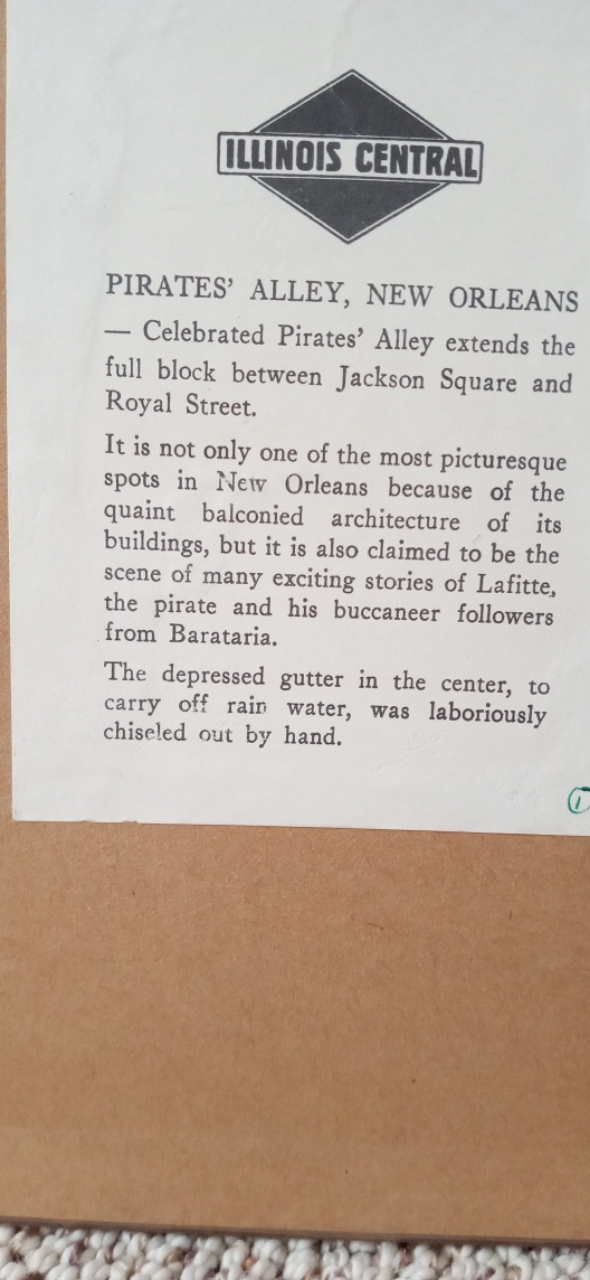 ILLINOIS CENTRAL
PIRATES' ALLEY, NEW ORLEANS
— Celebrated Pirates' Alley extends the
full block between Jackson Square and
Royal Street.
It is not only one of the most picturesque
spots in New Orleans because of the
quaint balconied architecture of its
buildings, but it is also claimed to be the
scene of many exciting stories of Lafitte,
the pirate and his buccaneer followers
from Barataria.
The depressed gutter in the center, to
carry off rain water, was laboriously
chiseled out by hand.
1